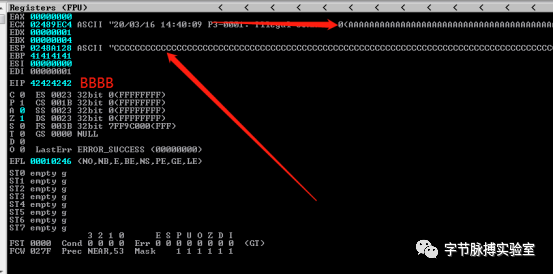 Registers (FPU) < < < < < < < < < <
EAX 00000000
ECX 02489EC4 ASCII "20/03/16 14:40:09 P3-0001: Illegal 0(AAAAAAAAAAAAAAAAAAAAAAAAAAAAAAA
EDX 00000001
EBX 00000004
ESP 0248A128 ASCII "CCCCCCCCCCCCCCCCCCCCCCCCCCCCCCCCCCCCCCCCCCCCCCCCCCCCCCCCCCCCCCCCCCCC
EBP 41414141
ESI 00000000
EDI 00000001
EIP 42424242 BBBB
C 0 ES 0023 32bit 0(FFFFFFFF)
P 1 CS 001B 32bit 0(FFFFFFFF)
A 0 SS 0023 32bit 0(FFFFFFFF)
Z 1 DS 0023 32bit 0(FFFFFFFF)
S 0 FS 003B 32bit 7FF9C000(FFF)
T 0 GS 0000 NULL
D 0
O 0 LastErr ERROR_SUCCESS (00000000)
EFL 00010246 (NO,NB,E,BE,NS,PE,GE,LE)
ST0 empty g
ST1 empty g
ST2 empty g
ST3 empty g
ST4 empty g
ST5 empty g
ST6 empty g
ST7 empty g
3 2 1 0 E S P U O Z D I
FST 0000 Cond 0 0 0 0 Err 0 0 0 0 0 0 0 0 (GT)
FCW 027F Prec NEAR,53 Mask 1 1 1 1 1 1
字节脉搏实验室